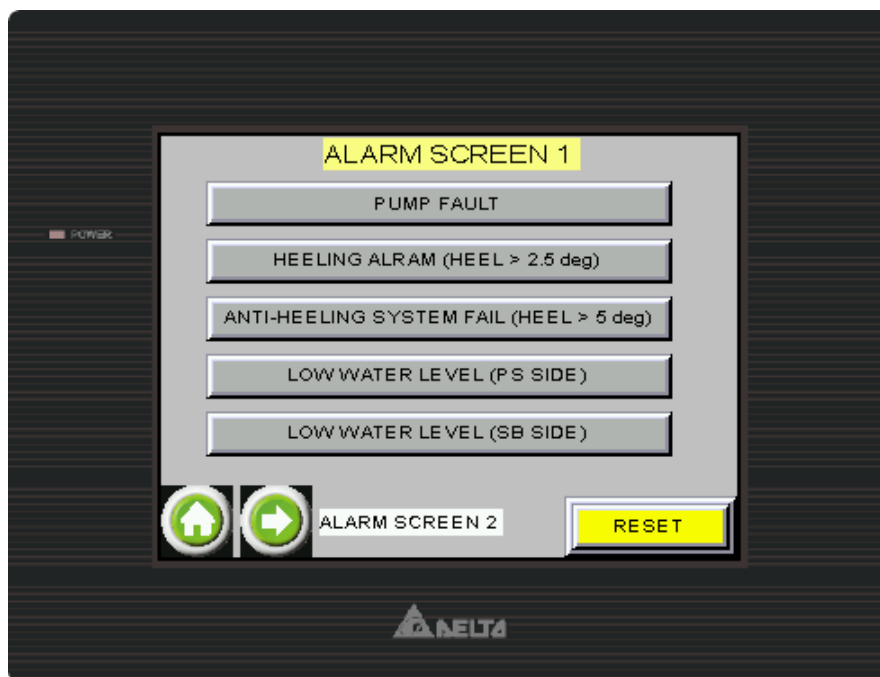 ALARM SCREEN 1
PUMP FAULT
POWER
HEELING ALRAM (HEEL > 2.5 deg)
ANTI-HEELING SYSTEM FAIL (HEEL > 5 deg)
LOW WATER LEVEL (PS SIDE)
LOW WATER LEVEL (SB SIDE)
ALARM SCREEN 2
RESET
DELTA